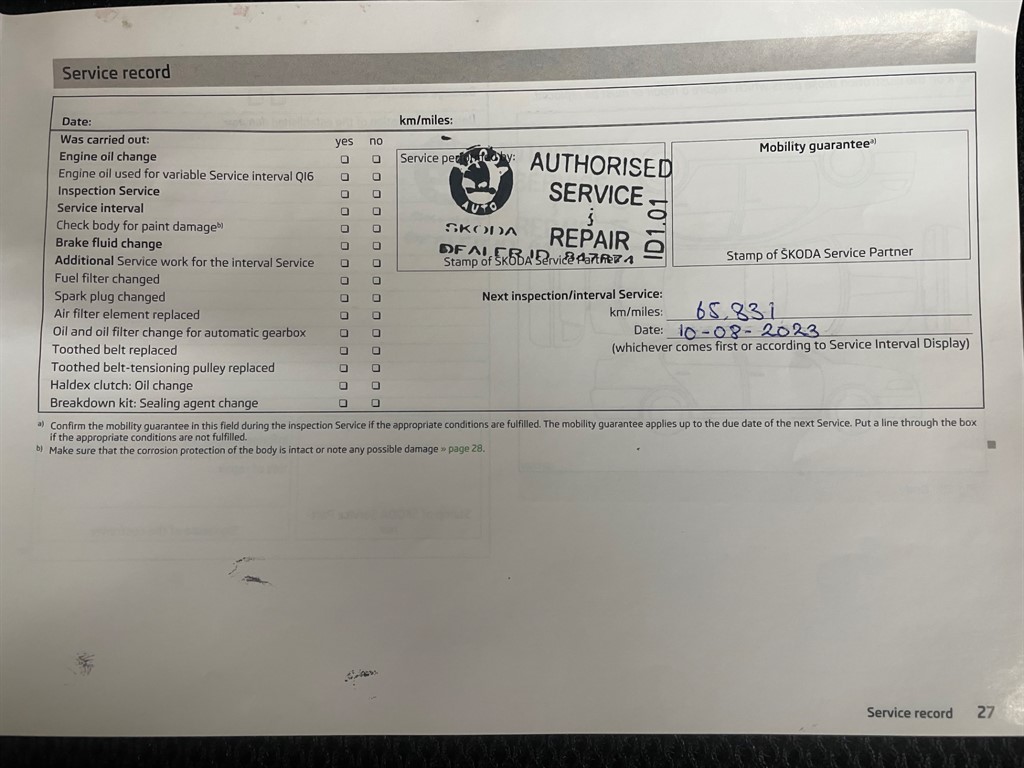 Service record
Date: km/miles:
Was carried out: yes no
Engine oil change
Engine oil used for variable Service interval QI6
Inspection Service
Service interval
Check body for paint damageb)
Brake fluid change
Additional Service work for the interval Service
Fuel filter changed
Spark plug changed
Air filter element replaced
Oil and oil filter change for automatic gearbox
Toothed belt replaced
Toothed belt-tensioning pulley replaced
Haldex clutch: Oil change
Breakdown kit: Sealing agent change
Service performed by:
AUTO
SKODA
DEALER ID
AUTHORISED
SERVICE
&
REPAIR
ID1.01
Stamp of ŠKODA Service Partner
Mobility guaranteea)
Stamp of ŠKODA Service Partner
Next inspection/interval Service:
km/miles: 65,831
Date: 10-08-2023
(whichever comes first or according to Service Interval Display)
a) Confirm the mobility guarantee in this field during the inspection Service if the appropriate conditions are fulfilled. The mobility guarantee applies up to the due date of the next Service. Put a line through the box
if the appropriate conditions are not fulfilled.
b) Make sure that the corrosion protection of the body is intact or note any possible damage » page 28.
Service record 27